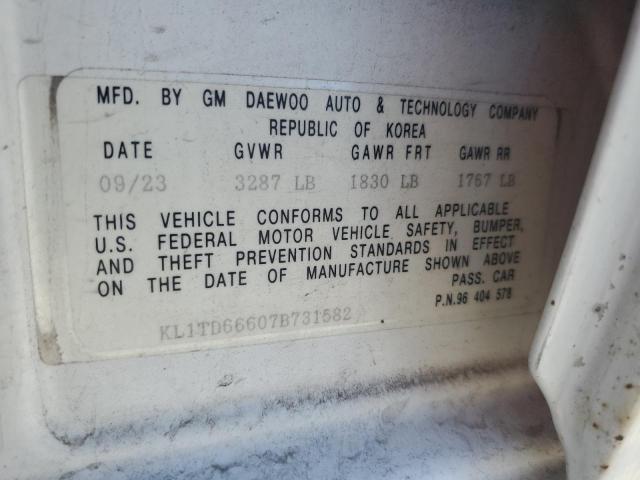 MFD. BY GM DAEWOO AUTO & TECHNOLOGY COMPANY
REPUBLIC OF KOREA
DATE GVWR GAWR FRT GAWR RR
09/23 3287 LB 1830 LB 1767 LB
THIS VEHICLE CONFORMS TO ALL APPLICABLE
U.S. FEDERAL MOTOR VEHICLE SAFETY, BUMPER,
AND THEFT PREVENTION STANDARDS IN EFFECT
ON THE DATE OF MANUFACTURE SHOWN ABOVE
PASS. CAR
P.N.96 404 578
KL1TD66607B731582